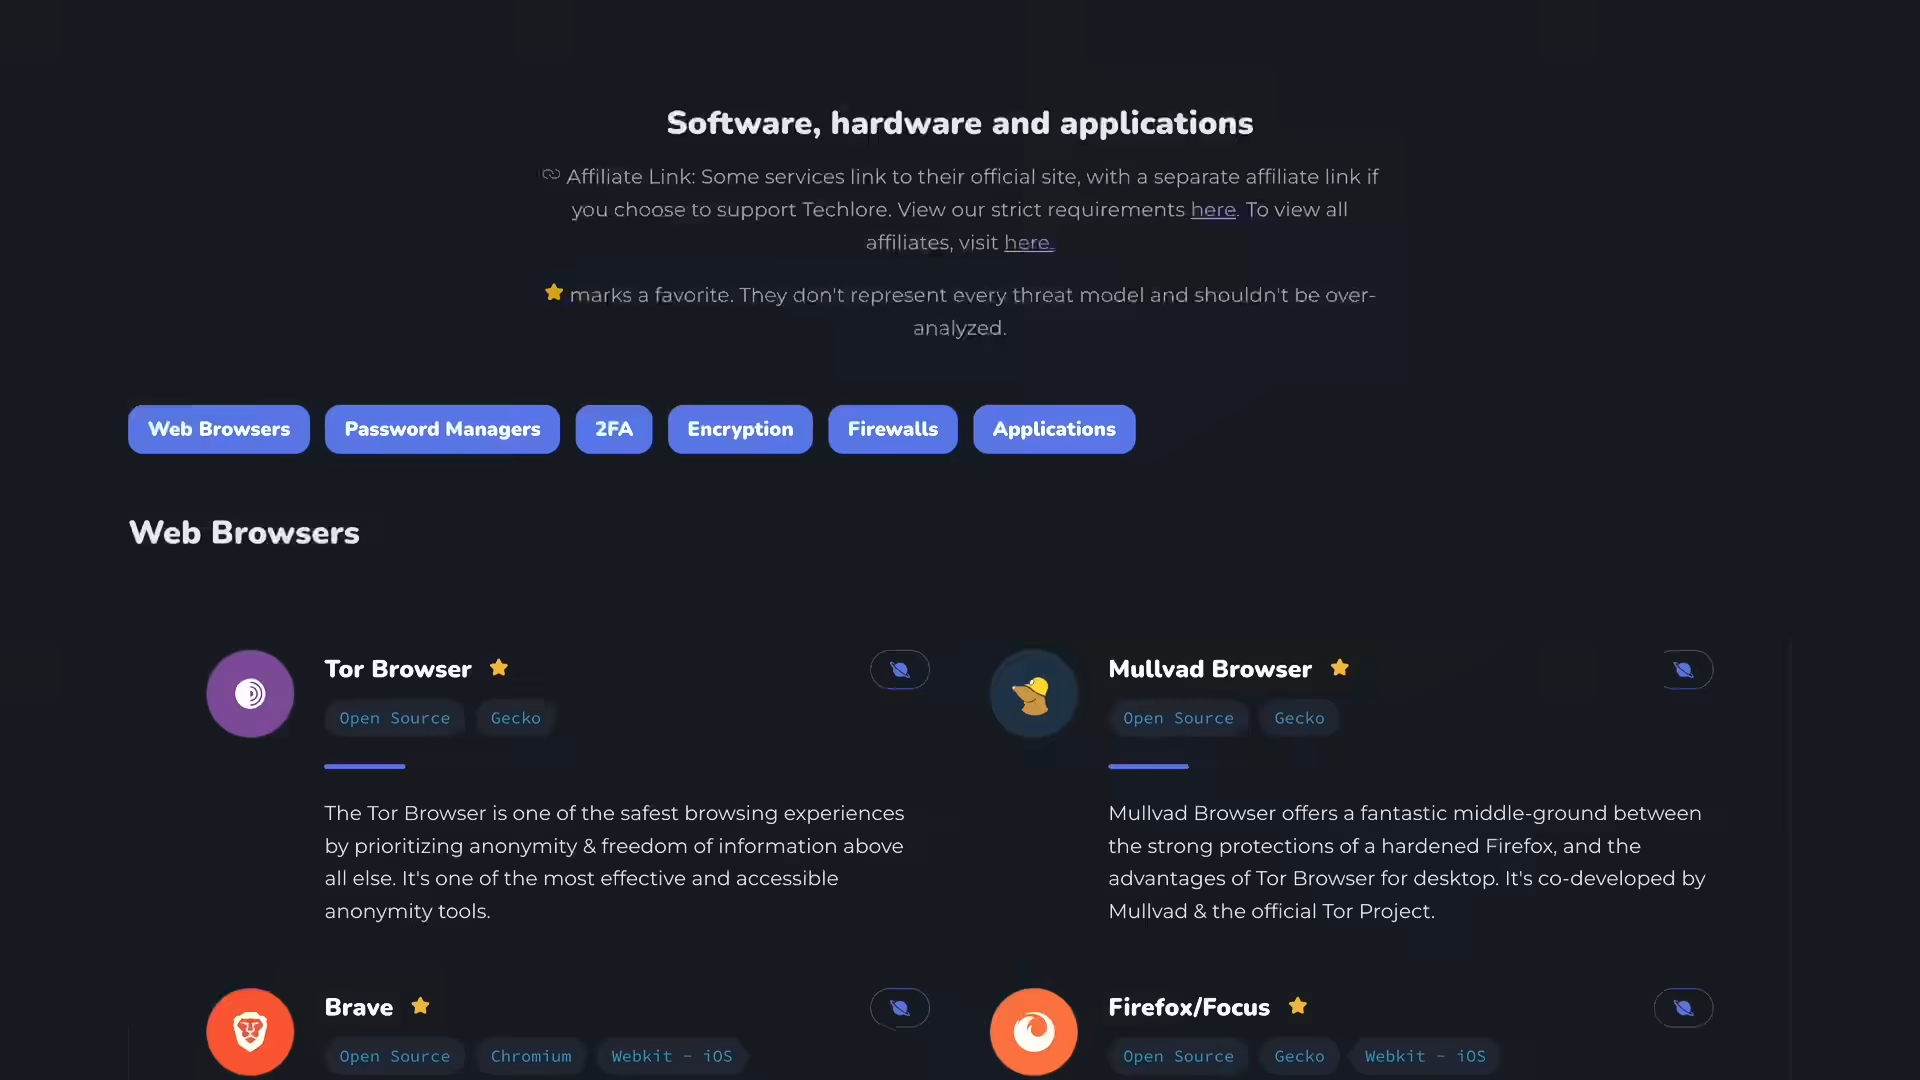 Software, hardware and applications
Affiliate Link: Some services link to their official site, with a separate affiliate link if
you choose to support Techlore. View our strict requirements here. To view all
affiliates, visit here.
marks a favorite. They don't represent every threat model and shouldn't be over-
analyzed.
Web Browsers
Password Managers
2FA
Encryption
Firewalls
Applications
Web Browsers
Tor Browser
Open Source
Gecko
The Tor Browser is one of the safest browsing experiences
by prioritizing anonymity & freedom of information above
all else. It's one of the most effective and accessible
anonymity tools.
Mullvad Browser
Open Source
Gecko
Mullvad Browser offers a fantastic middle-ground between
the strong protections of a hardened Firefox, and the
advantages of Tor Browser for desktop. It's co-developed by
Mullvad & the official Tor Project.
Brave
Open Source
Chromium
Webkit - iOS
Firefox/Focus
Open Source
Gecko
Webkit - iOS